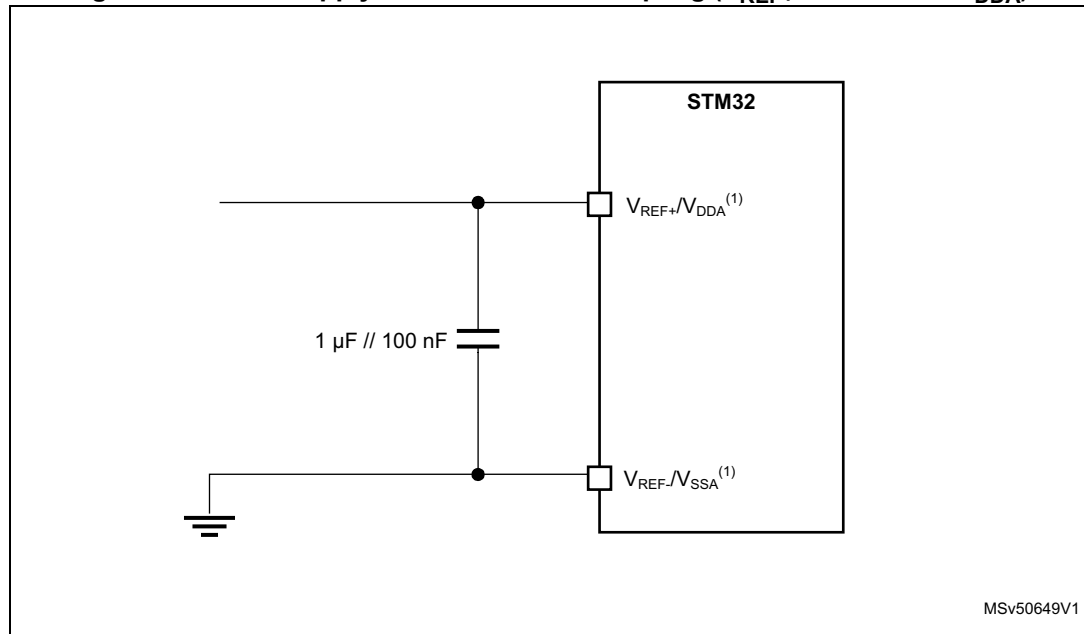 STM32
VREF+/VDDA(1)
1 µF // 100 nF
VREF-/VSSA(1)
MSv50649V1